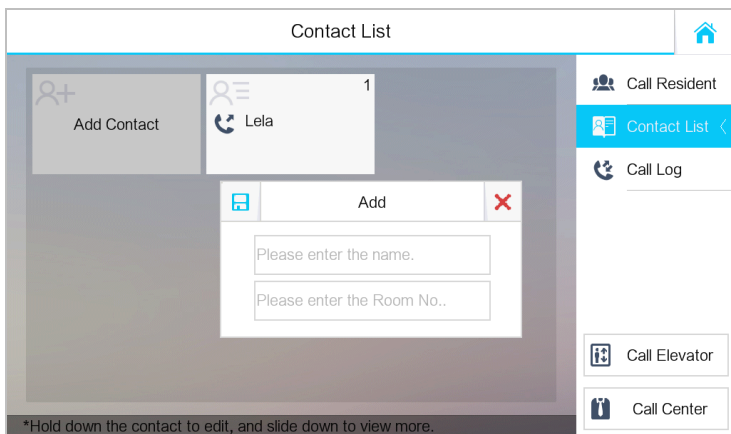 Contact List
Add Contact
1
Lela
Add
Please enter the name.
Please enter the Room No..
*Hold down the contact to edit, and slide down to view more.
Call Resident
Contact List
Call Log
Call Elevator
Call Center